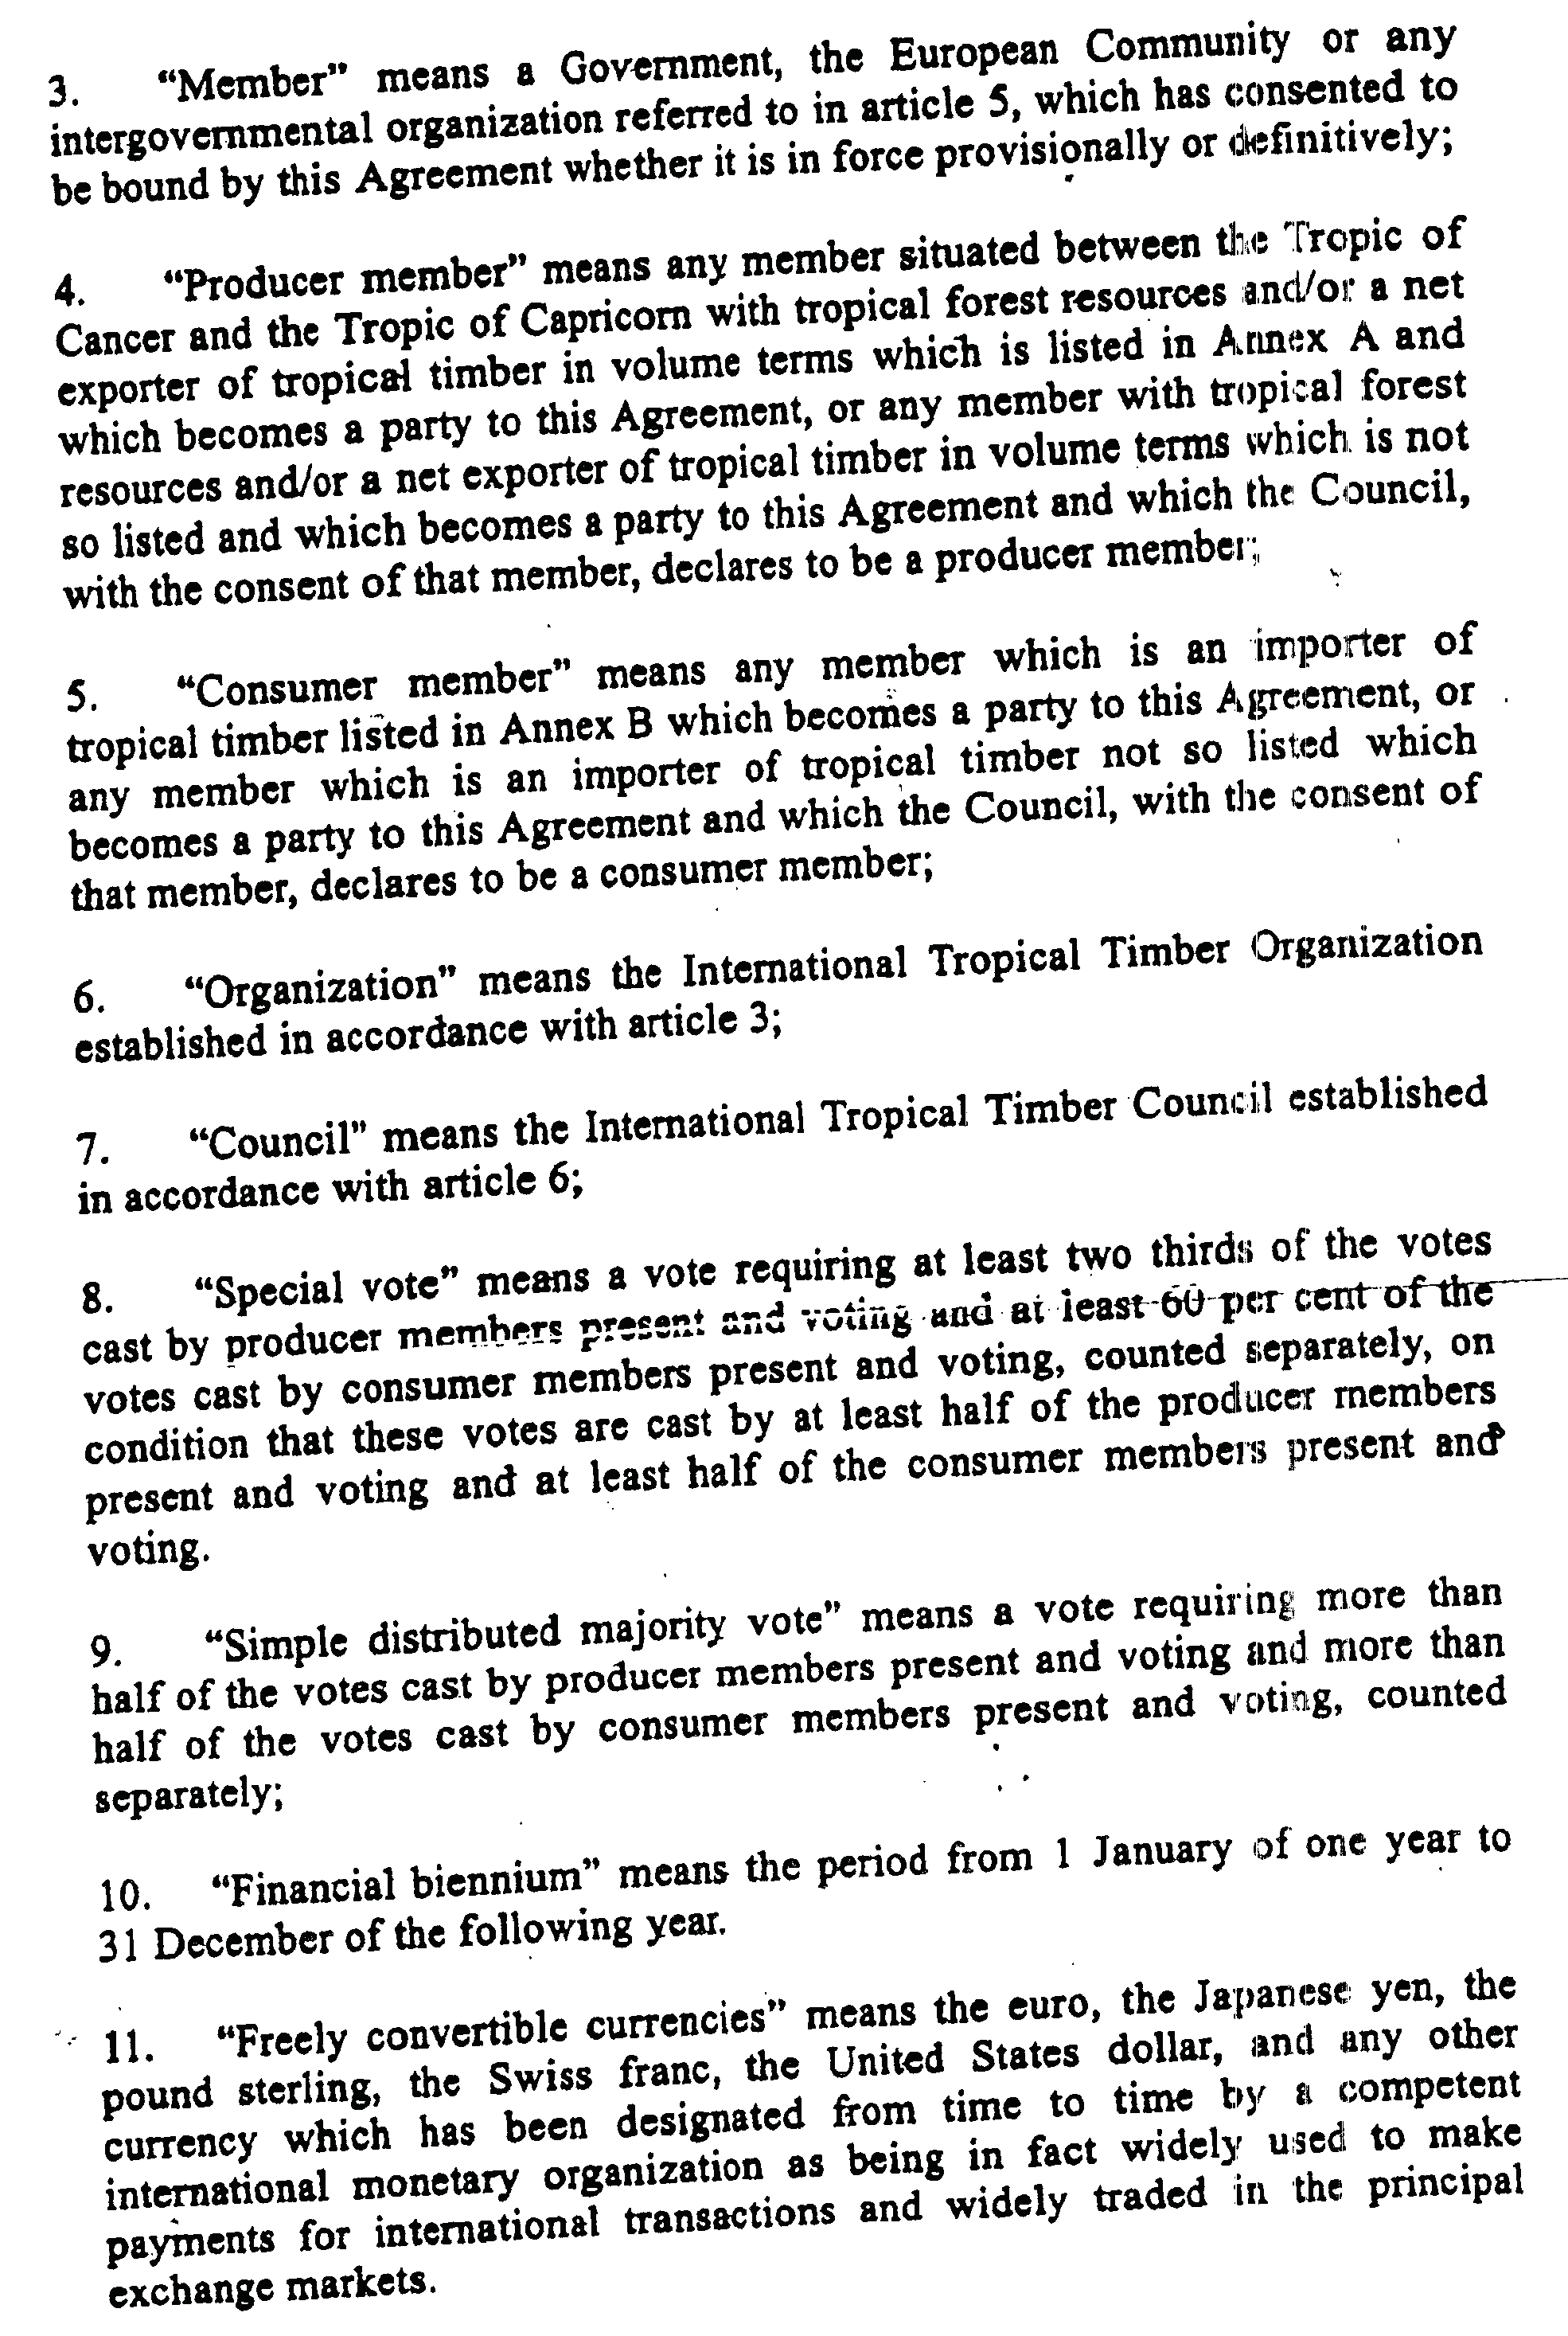 3. “Member” means a Government, the European Community or any
intergovernmental organization referred to in article 5, which has consented to
be bound by this Agreement whether it is in force provisionally or definitively;
4. “Producer member” means any member situated between the Tropic of
Cancer and the Tropic of Capricorn with tropical forest resources and/or a net
exporter of tropical timber in volume terms which is listed in Annex A and
which becomes a party to this Agreement, or any member with tropical forest
resources and/or a net exporter of tropical timber in volume terms which is not
so listed and which becomes a party to this Agreement and which the Council,
with the consent of that member, declares to be a producer member;
5. “Consumer member” means any member which is an importer of
tropical timber listed in Annex B which becomes a party to this Agreement, or
any member which is an importer of tropical timber not so listed which
becomes a party to this Agreement and which the Council, with the consent of
that member, declares to be a consumer member;
6. “Organization” means the International Tropical Timber Organization
established in accordance with article 3;
7. “Council” means the International Tropical Timber Council established
in accordance with article 6;
8. “Special vote” means a vote requiring at least two thirds of the votes
cast by producer members present and voting and at least 60 per cent of the
votes cast by consumer members present and voting, counted separately, on
condition that these votes are cast by at least half of the producer members
present and voting and at least half of the consumer members present and
voting.
9. “Simple distributed majority vote” means a vote requiring more than
half of the votes cast by producer members present and voting and more than
half of the votes cast by consumer members present and voting, counted
separately;
10. “Financial biennium” means the period from 1 January of one year to
31 December of the following year.
11. “Freely convertible currencies” means the euro, the Japanese yen, the
pound sterling, the Swiss franc, the United States dollar, and any other
currency which has been designated from time to time by a competent
international monetary organization as being in fact widely used to make
payments for international transactions and widely traded in the principal
exchange markets.